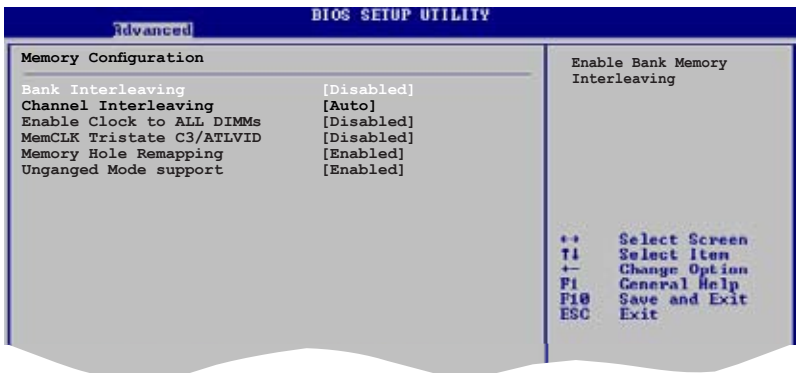 BIOS SETUP UTILITY
Advanced
Memory Configuration
Bank Interleaving [Disabled]
Channel Interleaving [Auto]
Enable Clock to ALL DIMMs [Disabled]
MemCLK Tristate C3/ATLVID [Disabled]
Memory Hole Remapping [Enabled]
Unganged Mode support [Enabled]
Enable Bank Memory
Interleaving
←→ Select Screen
↑↓ Select Item
+- Change Option
F1 General Help
F10 Save and Exit
ESC Exit